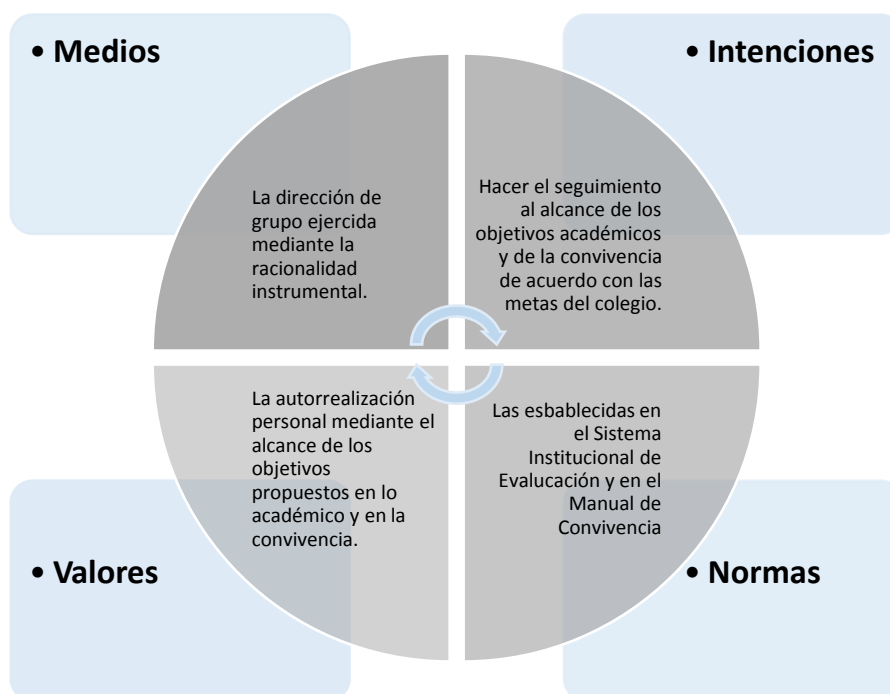 • Medios
La dirección de
grupo ejercida
mediante la
racionalidad
instrumental.
• Intenciones
Hacer el seguimiento
al alcance de los
objetivos académicos
y de la convivencia
de acuerdo con las
metas del colegio.
La autorrealización
personal mediante el
alcance de los
objetivos
propuestos en lo
académico y en la
convivencia.
• Valores
Las esbablecidas en
el Sistema
Institucional de
Evalucación y en el
Manual de
Convivencia
• Normas